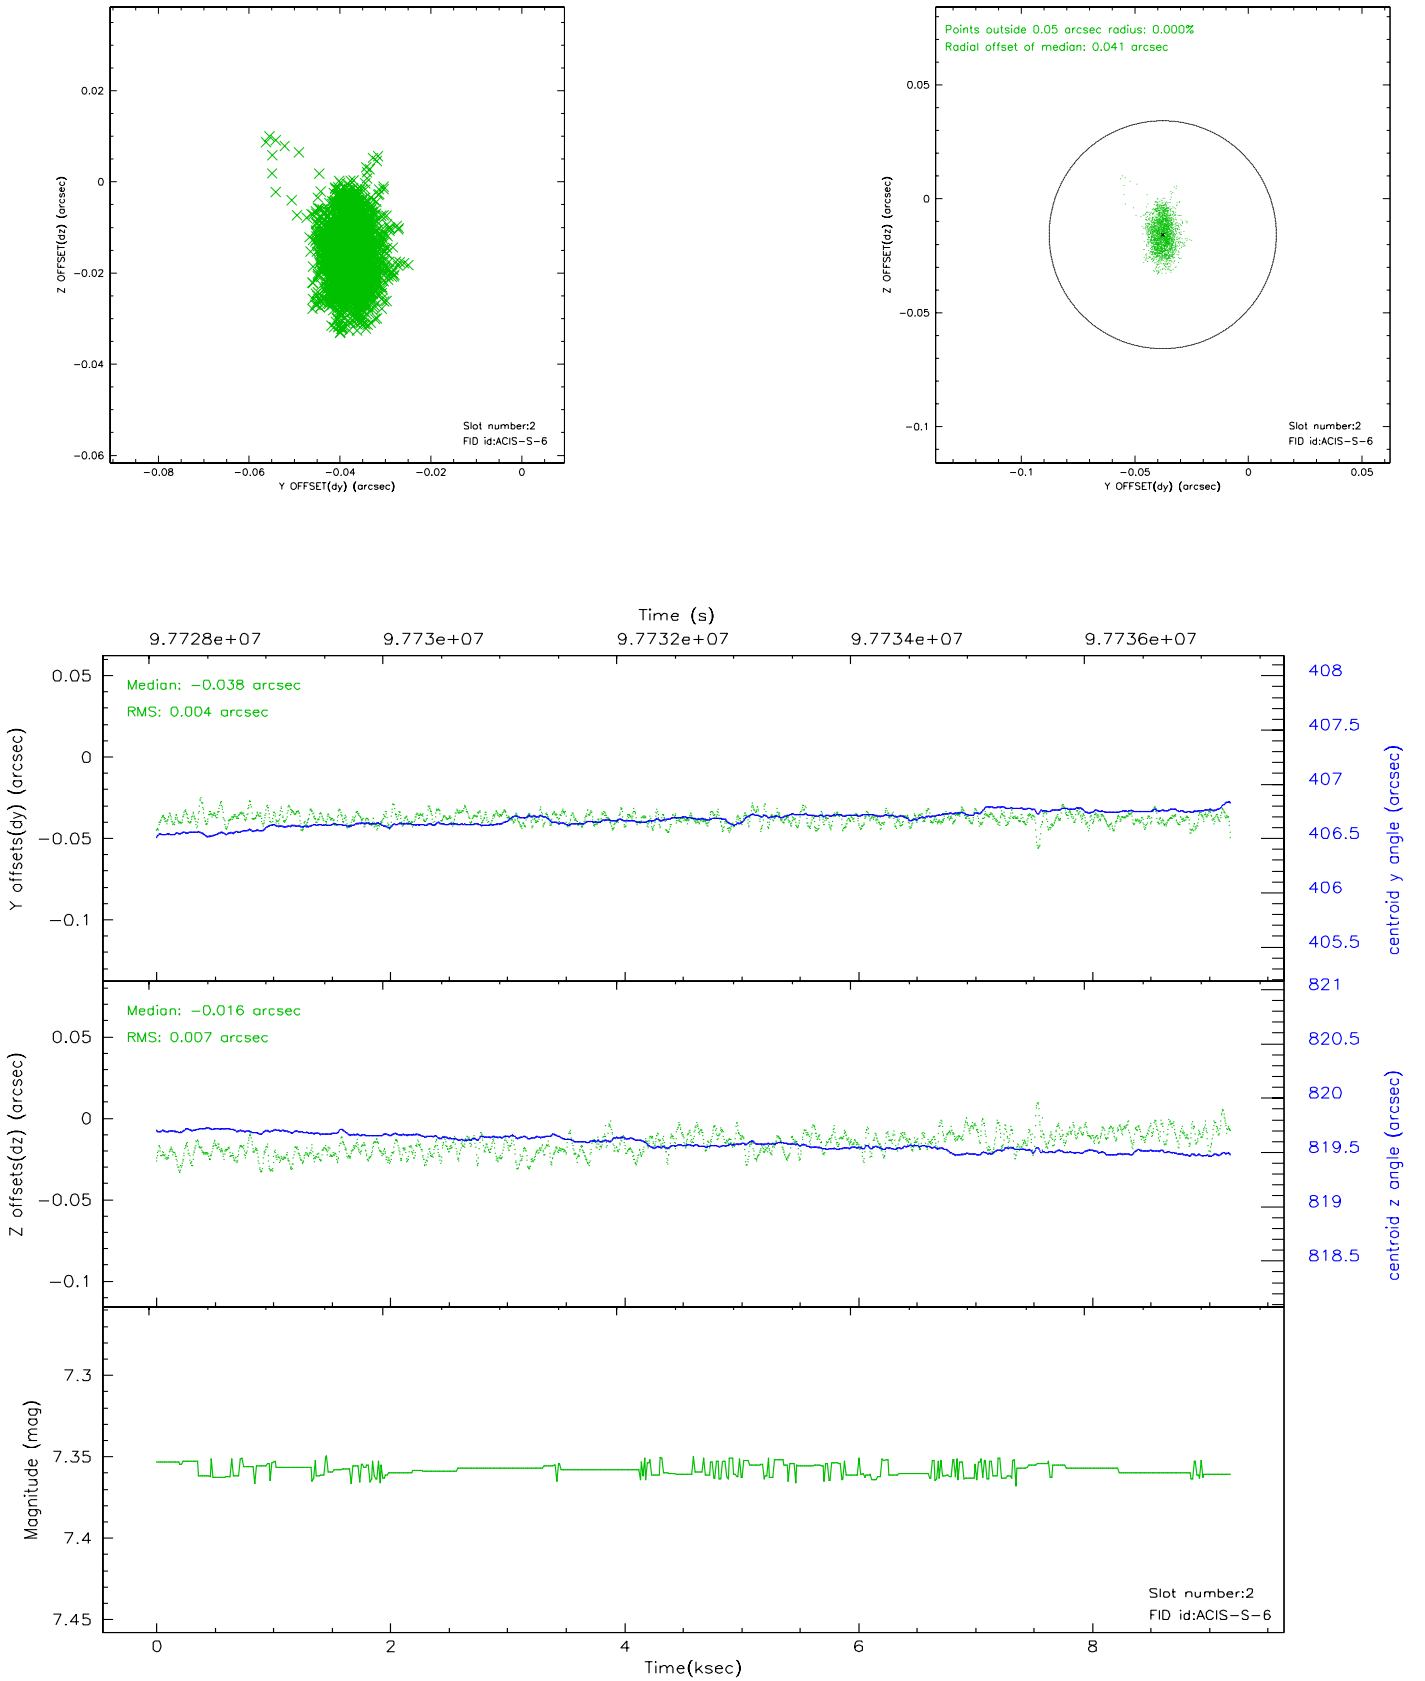 0.02
0
−0.02
−0.04
−0.06
Z OFFSET(dz) (arcsec)
Slot number:2
FID id:ACIS−S−6
−0.08
−0.06
−0.04
−0.02
0
Y OFFSET(dy) (arcsec)
Points outside 0.05 arcsec radius: 0.000%
Radial offset of median: 0.041 arcsec
0.05
0
−0.05
−0.1
Z OFFSET(dz) (arcsec)
Slot number:2
FID id:ACIS−S−6
−0.1
−0.05
0
0.05
Y OFFSET(dy) (arcsec)
Time (s)
9.7728e+07
9.773e+07
9.7732e+07
9.7734e+07
9.7736e+07
Median: −0.038 arcsec
RMS: 0.004 arcsec
0.05
0
−0.05
−0.1
Y offsets(dy) (arcsec)
408
407.5
407
406.5
406
405.5
centroid y angle (arcsec)
Median: −0.016 arcsec
RMS: 0.007 arcsec
0.05
0
−0.05
−0.1
Z offsets(dz) (arcsec)
821
820.5
820
819.5
819
818.5
centroid z angle (arcsec)
7.3
7.35
7.4
7.45
Magnitude (mag)
Slot number:2
FID id:ACIS−S−6
0
2
4
6
8
Time(ksec)